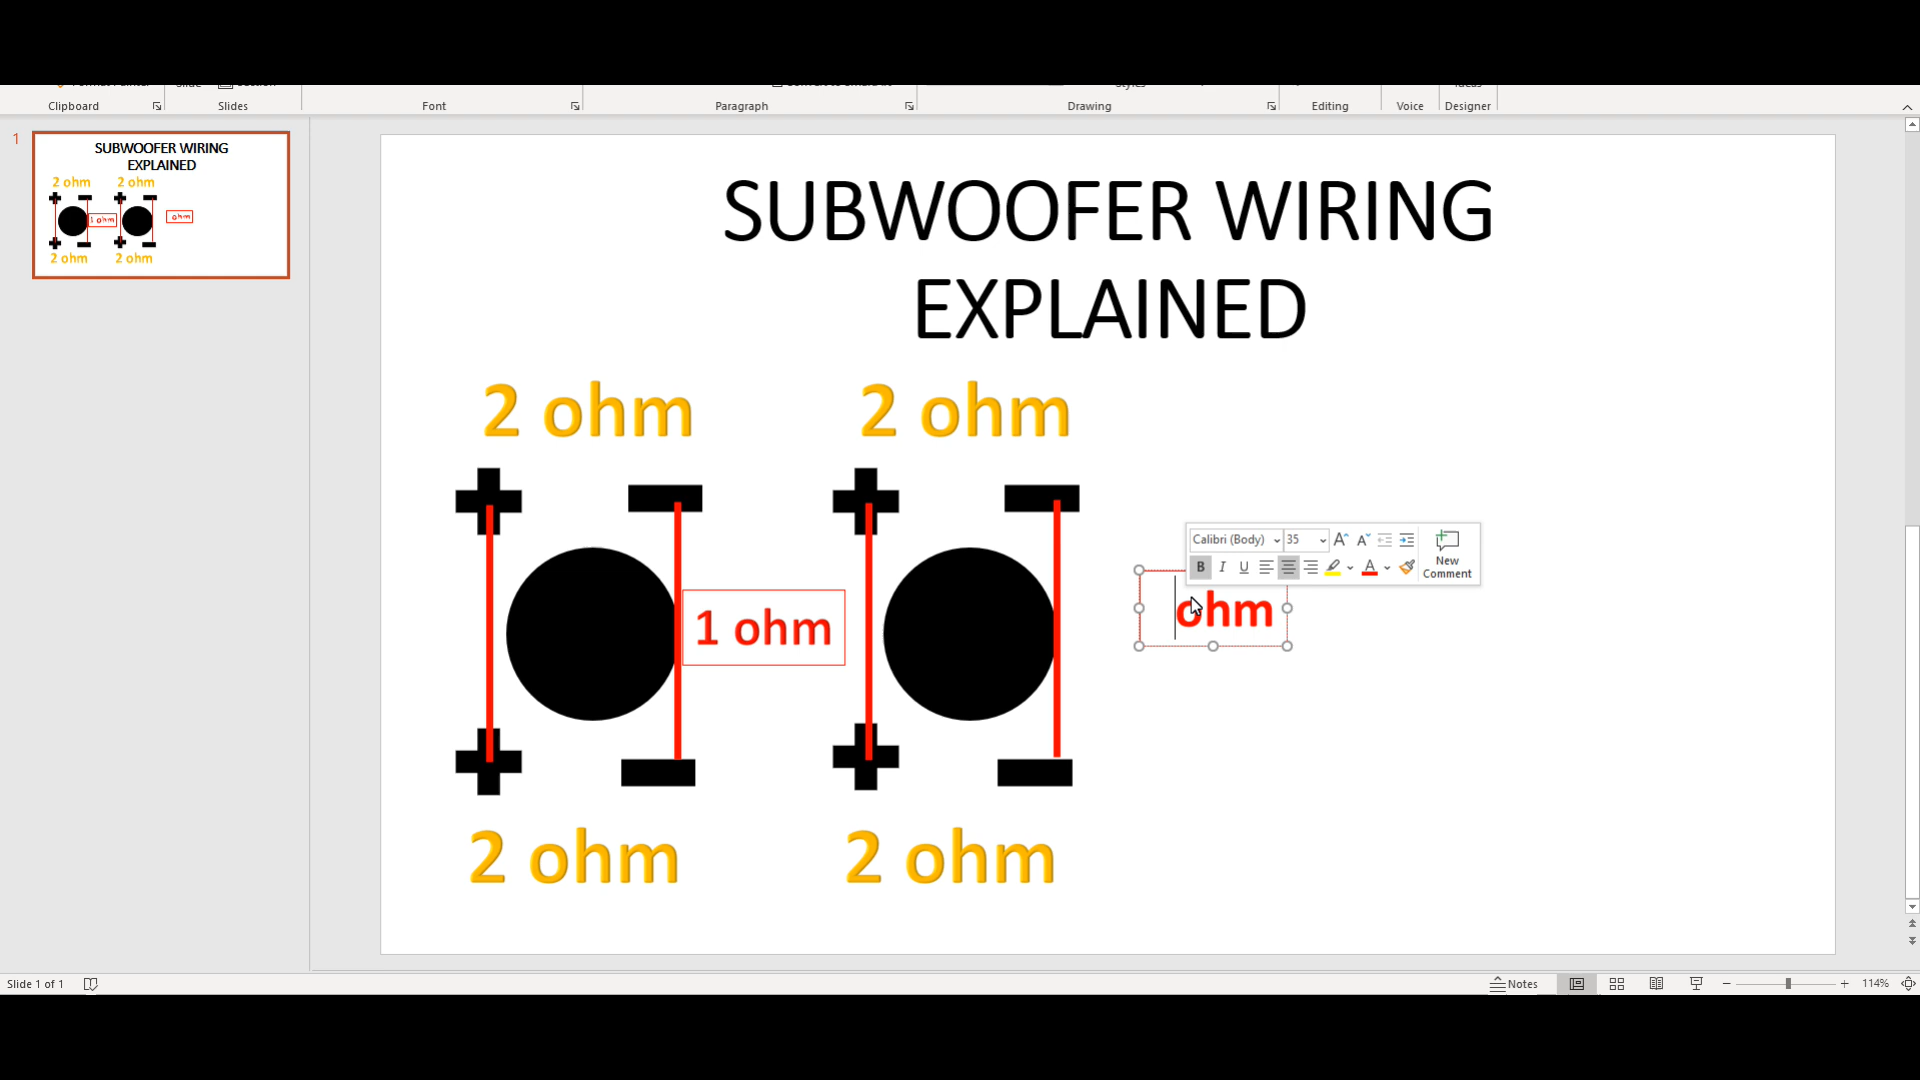 Clipboard
Slides
Font
Paragraph
Drawing
Editing
Voice
Designer
1
SUBWOOFER WIRING
EXPLAINED
2 ohm 2 ohm
1 ohm
ohm
2 ohm 2 ohm
SUBWOOFER WIRING
EXPLAINED
2 ohm 2 ohm
Calibri (Body) 35
B I U A
New
Comment
1 ohm
ohm
2 ohm 2 ohm
Slide 1 of 1
Notes
114%